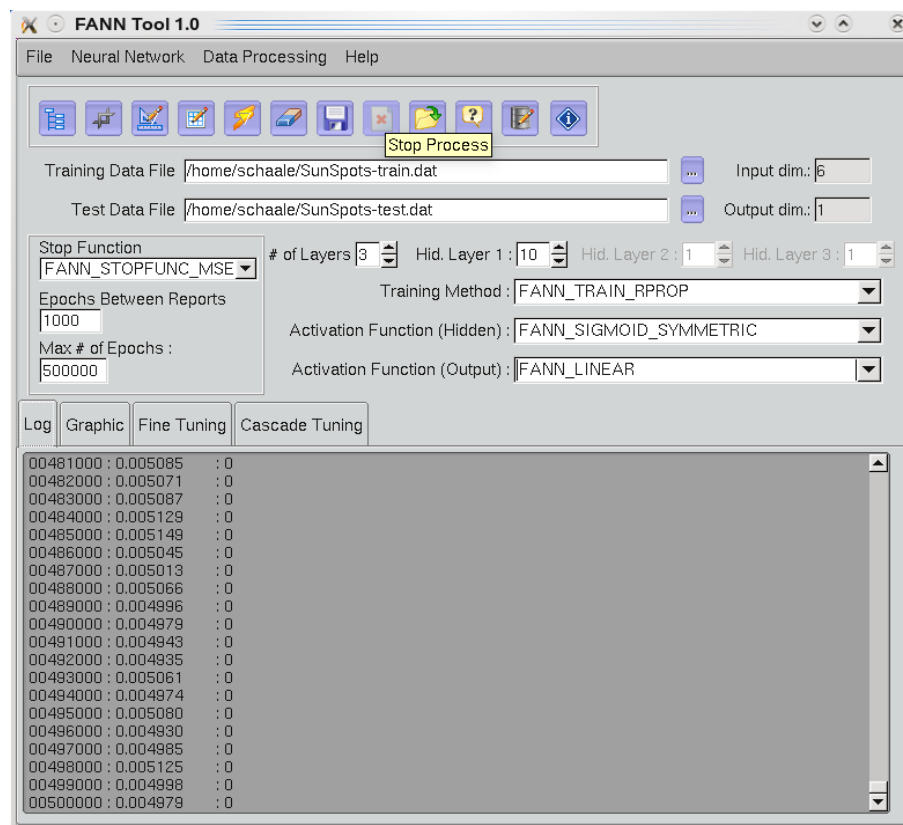 FANN Tool 1.0
File Neural Network Data Processing Help
Stop Process
Training Data File /home/schaale/SunSpots-train.dat ... Input dim.: 6
Test Data File /home/schaale/SunSpots-test.dat ... Output dim.: 1
Stop Function
FANN_STOPFUNC_MSE
# of Layers 3 Hid. Layer 1 : 10 Hid. Layer 2 : 1 Hid. Layer 3 : 1
Epochs Between Reports
1000
Training Method : FANN_TRAIN_RPROP
Activation Function (Hidden) : FANN_SIGMOID_SYMMETRIC
Max # of Epochs :
500000
Activation Function (Output) : FANN_LINEAR
Log Graphic Fine Tuning Cascade Tuning
00481000 : 0.005085 : 0
00482000 : 0.005071 : 0
00483000 : 0.005087 : 0
00484000 : 0.005129 : 0
00485000 : 0.005149 : 0
00486000 : 0.005045 : 0
00487000 : 0.005013 : 0
00488000 : 0.005066 : 0
00489000 : 0.004996 : 0
00490000 : 0.004979 : 0
00491000 : 0.004943 : 0
00492000 : 0.004935 : 0
00493000 : 0.005061 : 0
00494000 : 0.004974 : 0
00495000 : 0.005080 : 0
00496000 : 0.004930 : 0
00497000 : 0.004985 : 0
00498000 : 0.005125 : 0
00499000 : 0.004998 : 0
00500000 : 0.004979 : 0